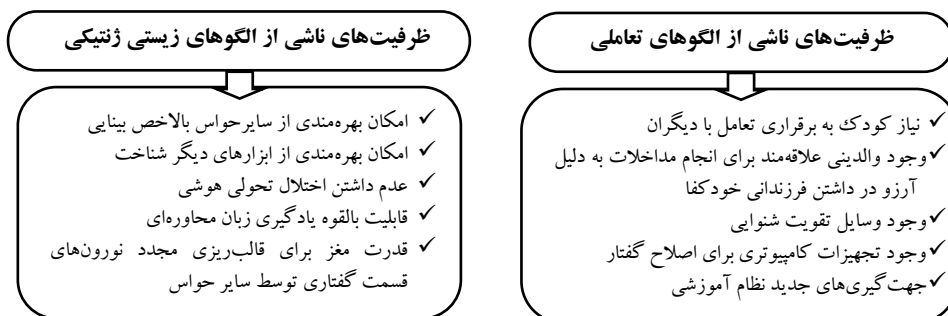 ظرفیت‌های ناشی از الگوهای تعاملی
✓ نیاز کودک به برقراری تعامل با دیگران
✓ وجود والدینی علاقه‌مند برای انجام مداخلات به دلیل
آرزو در داشتن فرزندانی خودکفا
✓ وجود وسایل تقویت شنوایی
✓ وجود تجهیزات کامپیوتری برای اصلاح گفتار
✓ جهت‌گیری‌های جدید نظام آموزشی
ظرفیت‌های ناشی از الگوهای زیستی ژنتیکی
✓ امکان بهره‌مندی از سایرحواس بالاخص بینایی
✓ امکان بهره‌مندی از ابزارهای دیگر شناخت
✓ عدم داشتن اختلال تحولی هوشی
✓ قابلیت بالقوه یادگیری زبان محاوره‌ای
✓ قدرت مغز برای قالب‌ریزی مجدد نورون‌های
قسمت گفتاری توسط سایر حواس